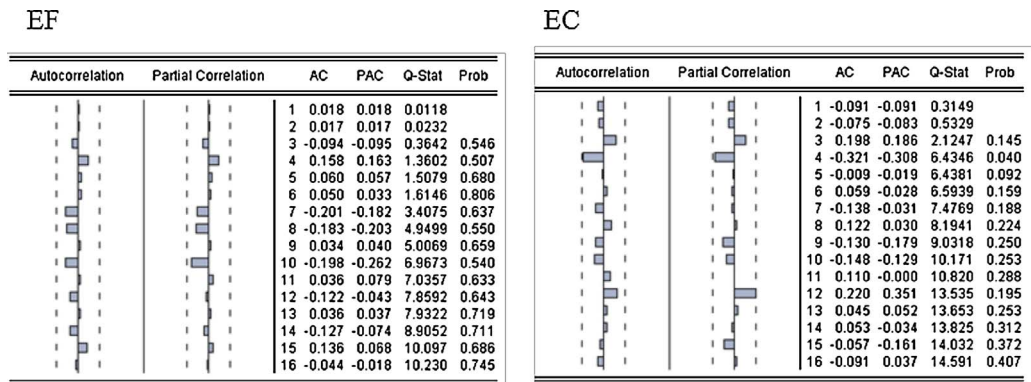 EF
Autocorrelation Partial Correlation AC PAC Q-Stat Prob
1 0.018 0.018 0.0118
2 0.017 0.017 0.0232
3 -0.094 -0.095 0.3642 0.546
4 0.158 0.163 1.3602 0.507
5 0.060 0.057 1.5079 0.680
6 0.050 0.033 1.6146 0.806
7 -0.201 -0.182 3.4075 0.637
8 -0.183 -0.203 4.9499 0.550
9 0.034 0.040 5.0069 0.659
10 -0.198 -0.262 6.9673 0.540
11 0.036 0.079 7.0357 0.633
12 -0.122 -0.043 7.8592 0.643
13 0.036 0.037 7.9322 0.719
14 -0.127 -0.074 8.9052 0.711
15 0.136 0.068 10.097 0.686
16 -0.044 -0.018 10.230 0.745
EC
Autocorrelation Partial Correlation AC PAC Q-Stat Prob
1 -0.091 -0.091 0.3149
2 -0.075 -0.083 0.5329
3 0.198 0.186 2.1247 0.145
4 -0.321 -0.308 6.4346 0.040
5 -0.009 -0.019 6.4381 0.092
6 0.059 -0.028 6.5939 0.159
7 -0.138 -0.031 7.4769 0.188
8 0.122 0.030 8.1941 0.224
9 -0.130 -0.179 9.0318 0.250
10 -0.148 -0.129 10.171 0.253
11 0.110 -0.000 10.820 0.288
12 0.220 0.351 13.535 0.195
13 0.045 0.052 13.653 0.253
14 0.053 -0.034 13.825 0.312
15 -0.057 -0.161 14.032 0.372
16 -0.091 0.037 14.591 0.407